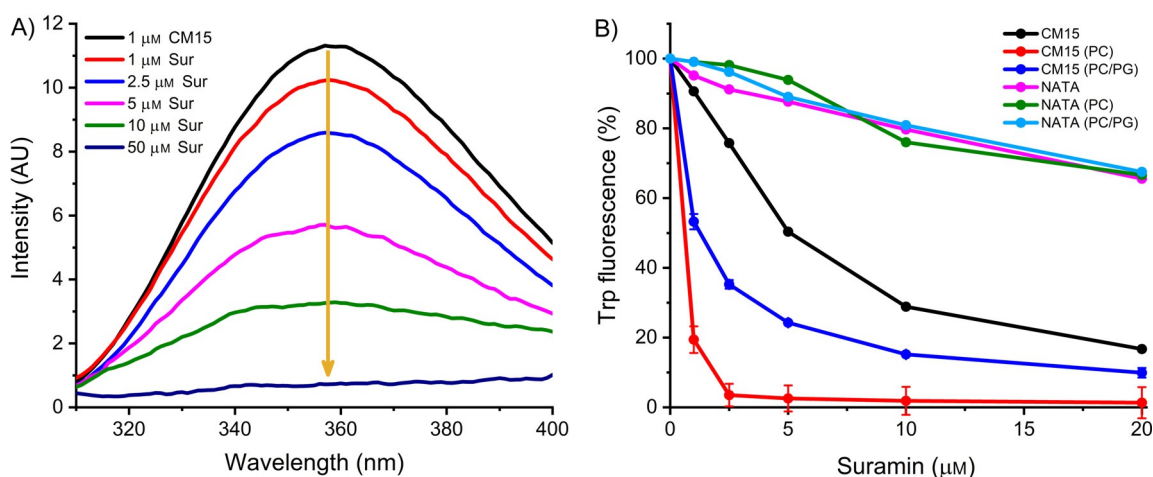 A)
12
10
8
6
4
2
0
Intensity (AU)
1 μM CM15
1 μM Sur
2.5 μM Sur
5 μM Sur
10 μM Sur
50 μM Sur
320 340 360 380 400
Wavelength (nm)
B)
100
80
60
40
20
0
Trp fluorescence (%)
CM15
CM15 (PC)
CM15 (PC/PG)
NATA
NATA (PC)
NATA (PC/PG)
0 5 10 15 20
Suramin (μM)